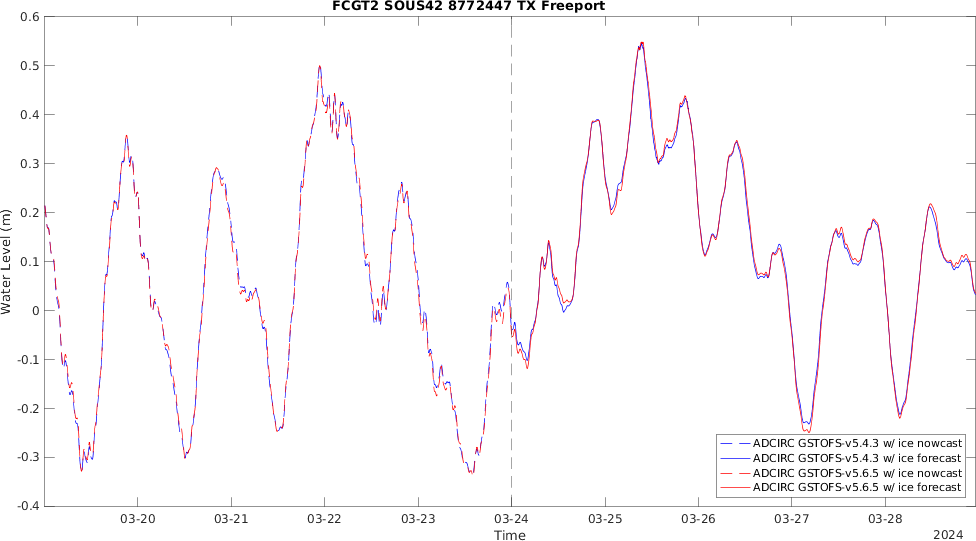 FCGT2 SOUS42 8772447 TX Freeport
0.6
0.5
0.4
0.3
0.2
0.1
0
-0.1
-0.2
-0.3
-0.4
Water Level (m)
ADCIRC GSTOFS-v5.4.3 w/ ice nowcast
ADCIRC GSTOFS-v5.4.3 w/ ice forecast
ADCIRC GSTOFS-v5.6.5 w/ ice nowcast
ADCIRC GSTOFS-v5.6.5 w/ ice forecast
03-20 03-21 03-22 03-23 03-24 03-25 03-26 03-27 03-28
Time
2024